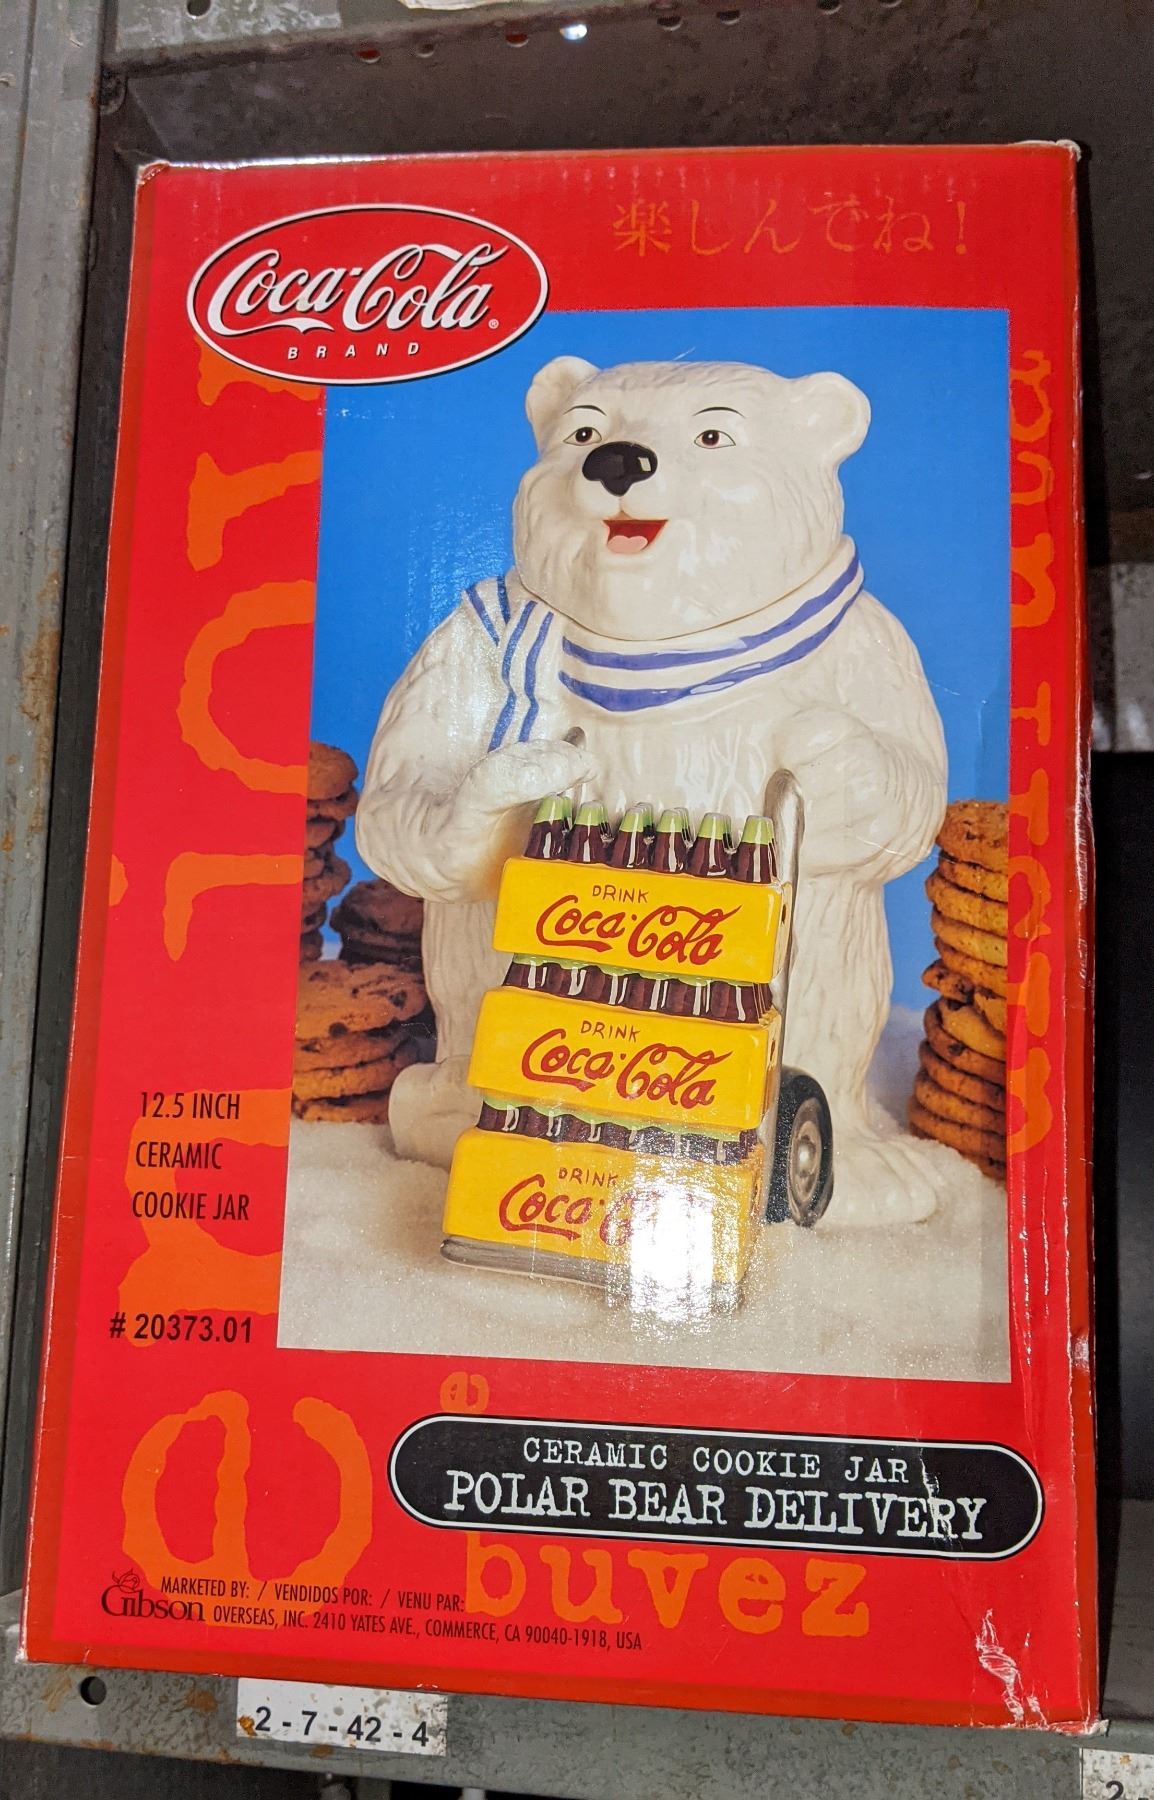 楽しんでね!
Coca-Cola®
BRAND
DRINK
Coca-Cola
DRINK
Coca-Cola
DRINK
12.5 INCH
CERAMIC
COOKIE JAR
# 20373.01
CERAMIC COOKIE JAR
POLAR BEAR DELIVERY
buvez
MARKETED BY: / VENDIDOS POR: / VENU PAR:
Gibson OVERSEAS, INC. 2410 YATES AVE., COMMERCE, CA 90040-1918, USA
2 - 7 - 42 - 4
2 -